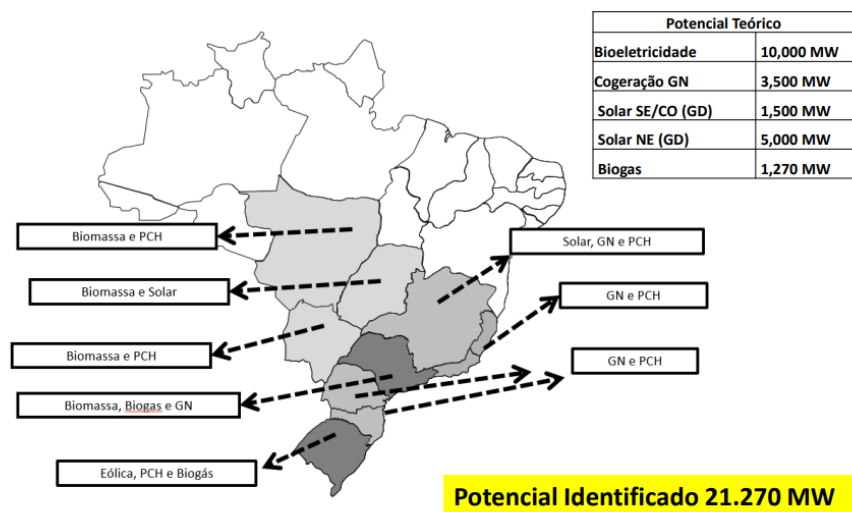 Potencial Teórico
Bioeletricidade 10,000 MW
Cogeração GN 3,500 MW
Solar SE/CO (GD) 1,500 MW
Solar NE (GD) 5,000 MW
Biogas 1,270 MW
Biomassa e PCH
Solar, GN e PCH
Biomassa e Solar
GN e PCH
Biomassa e PCH
GN e PCH
Biomassa, Biogas e GN
Eólica, PCH e Biogás
Potencial Identificado 21.270 MW